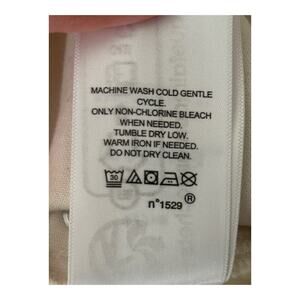 MACHINE WASH COLD GENTLE
CYCLE.
ONLY NON-CHLORINE BLEACH
WHEN NEEDED.
TUMBLE DRY LOW.
WARM IRON IF NEEDED.
DO NOT DRY CLEAN.
30
n°1529 ®